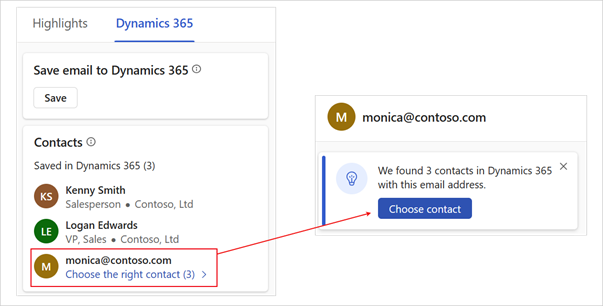 Highlights
Dynamics 365
Save email to Dynamics 365
Save
Contacts
Saved in Dynamics 365 (3)
KS
Kenny Smith
Salesperson • Contoso, Ltd
LE
Logan Edwards
VP, Sales • Contoso, Ltd
M
monica@contoso.com
Choose the right contact (3)
M
monica@contoso.com
We found 3 contacts in Dynamics 365
with this email address.
Choose contact